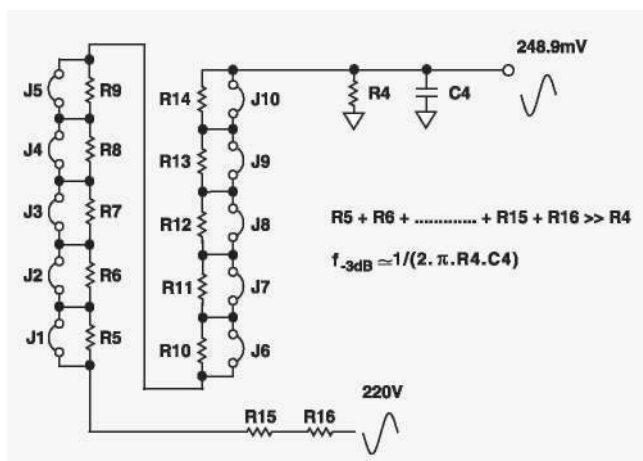 248.9mV
J5
R9
R14
J10
R4
C4
J4
R8
R13
J9
J3
R7
R12
J8
R5 + R6 + ............. + R15 + R16 >> R4
J2
R6
R11
J7
f-3dB ≃1/(2. π.R4.C4)
J1
R5
R10
J6
220V
R15
R16